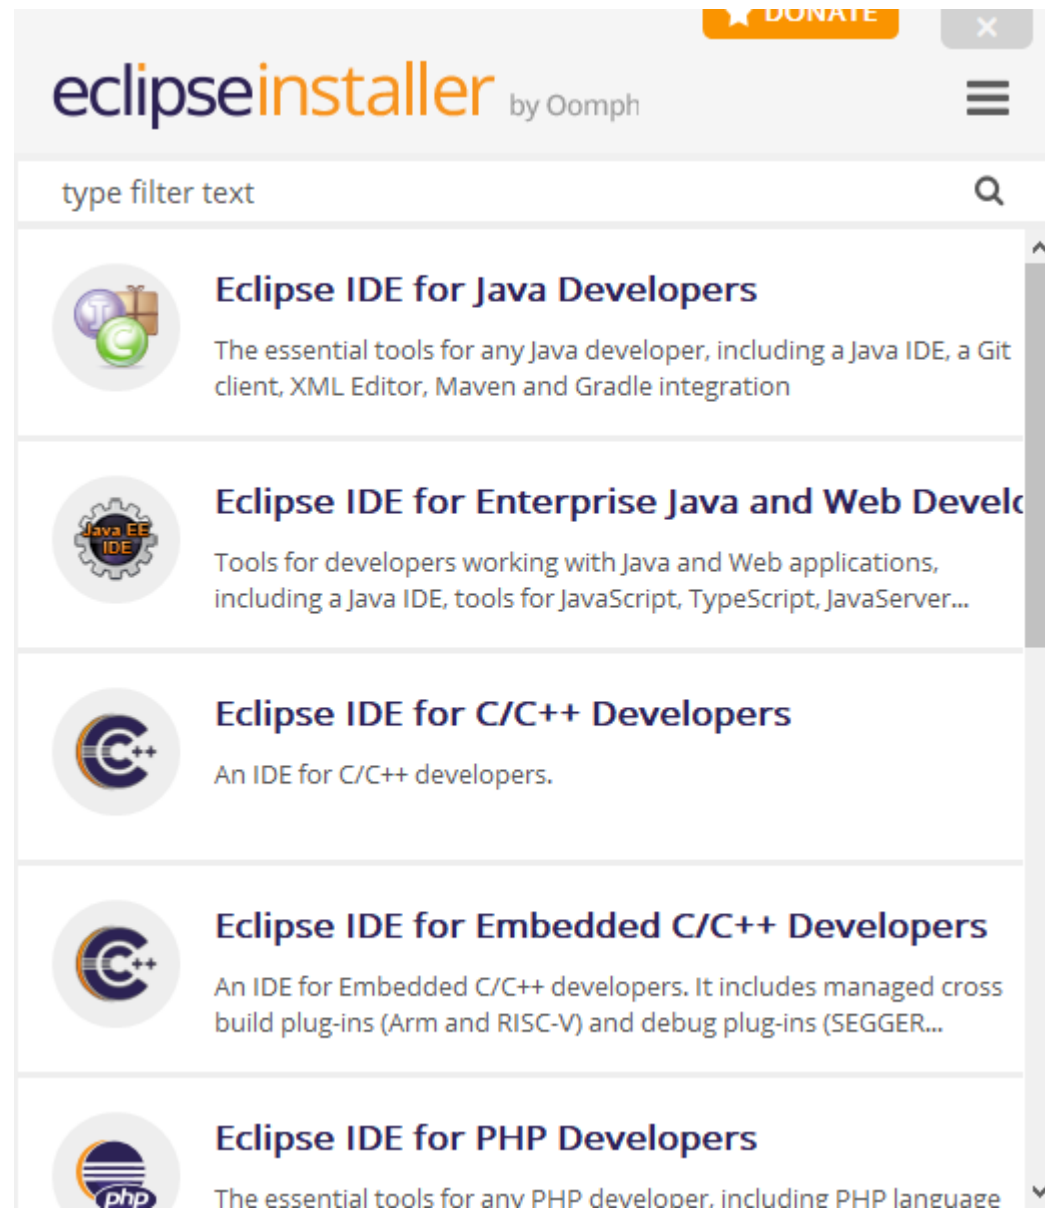 DONATE
eclipseinstaller by Oomph
type filter text
Eclipse IDE for Java Developers
The essential tools for any Java developer, including a Java IDE, a Git
client, XML Editor, Maven and Gradle integration
Java EE
IDE
Eclipse IDE for Enterprise Java and Web Develo
Tools for developers working with Java and Web applications,
including a Java IDE, tools for JavaScript, TypeScript, JavaServer...
C++
Eclipse IDE for C/C++ Developers
An IDE for C/C++ developers.
C++
Eclipse IDE for Embedded C/C++ Developers
An IDE for Embedded C/C++ developers. It includes managed cross
build plug-ins (Arm and RISC-V) and debug plug-ins (SEGGER...
php
Eclipse IDE for PHP Developers
The essential tools for any PHP developer, including PHP language